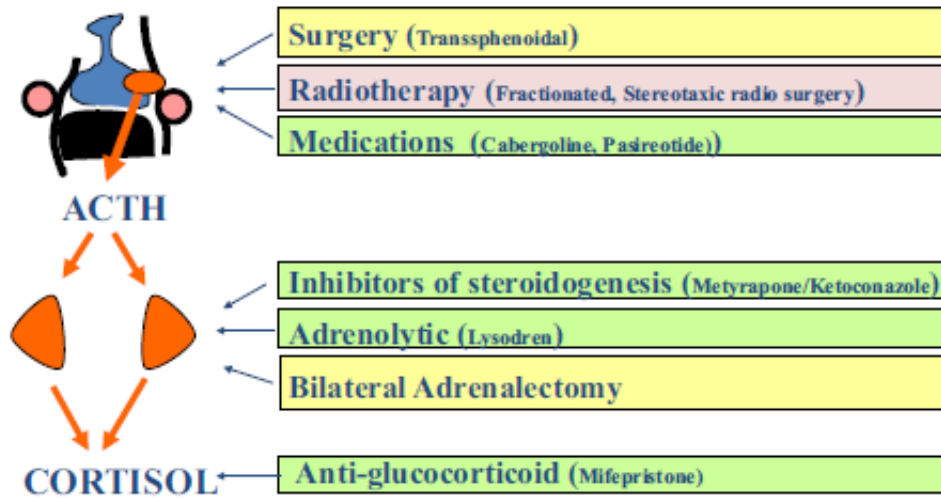 Surgery (Transsphenoidal)
Radiotherapy (Fractionated, Stereotaxic radio surgery)
Medications (Cabergoline, Pasireotide))
ACTH
Inhibitors of steroidogenesis (Metyrapone/Ketoconazole)
Adrenolytic (Lysodren)
Bilateral Adrenalectomy
CORTISOL
Anti-glucocorticoid (Mifepristone)